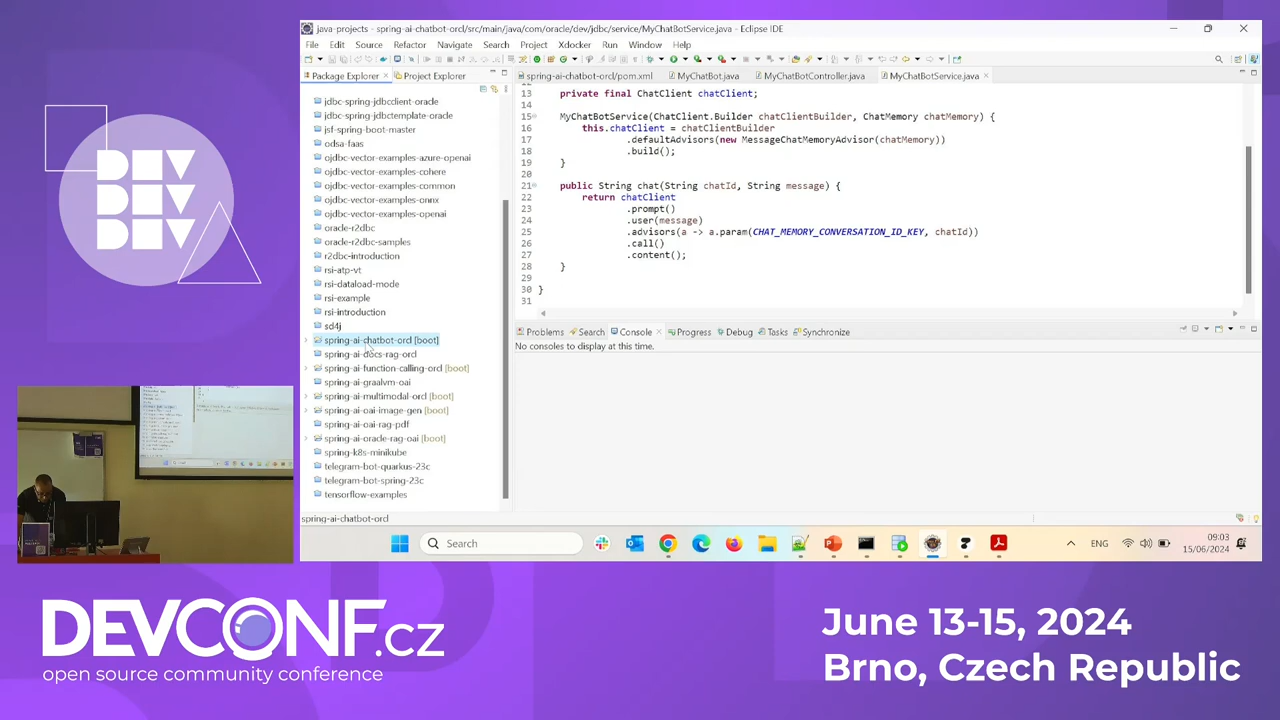 DEV
DEV
DEV
java-projects - spring-ai-chatbot-orcl/src/main/java/com/oracle/dev/jdbc/service/MyChatBotService.java - Eclipse IDE
File Edit Source Refactor Navigate Search Project Xdocker Run Window Help
Package Explorer Project Explorer
jdbc-spring-jdbcclient-oracle
jdbc-spring-jdbctemplate-oracle
jsf-spring-boot-master
odsa-faas
ojdbc-vector-examples-azure-openai
ojdbc-vector-examples-cohere
ojdbc-vector-examples-common
ojdbc-vector-examples-onnx
ojdbc-vector-examples-openai
oracle-r2dbc
oracle-r2dbc-samples
r2dbc-introduction
rsi-atp-vt
rsi-dataload-mode
rsi-example
rsi-introduction
sd4j
spring-ai-chatbot-orcl [boot]
spring-ai-docs-rag-orcl
spring-ai-function-calling-orcl [boot]
spring-ai-graalvm-oai
spring-ai-multimodal-orcl [boot]
spring-ai-oai-image-gen [boot]
spring-ai-oai-rag-pdf
spring-ai-oracle-rag-oai [boot]
spring-k8s-minikube
telegram-bot-quarkus-23c
telegram-bot-spring-23c
tensorflow-examples
spring-ai-chatbot-orcl
spring-ai-chatbot-orcl/pom.xml MyChatBot.java MyChatBotController.java MyChatBotService.java
13 private final ChatClient chatClient;
14
15 MyChatBotService(ChatClient.Builder chatClientBuilder, ChatMemory chatMemory) {
16 this.chatClient = chatClientBuilder
17 .defaultAdvisors(new MessageChatMemoryAdvisor(chatMemory))
18 .build();
19 }
20
21 public String chat(String chatId, String message) {
22 return chatClient
23 .prompt()
24 .user(message)
25 .advisors(a -> a.param(CHAT_MEMORY_CONVERSATION_ID_KEY, chatId))
26 .call()
27 .content();
28 }
29
30 }
31
Problems Search Console Progress Debug Tasks Synchronize
No consoles to display at this time.
Search
ENG
09:03
15/06/2024
DEVCONF.cz
open source community conference
June 13-15, 2024
Brno, Czech Republic